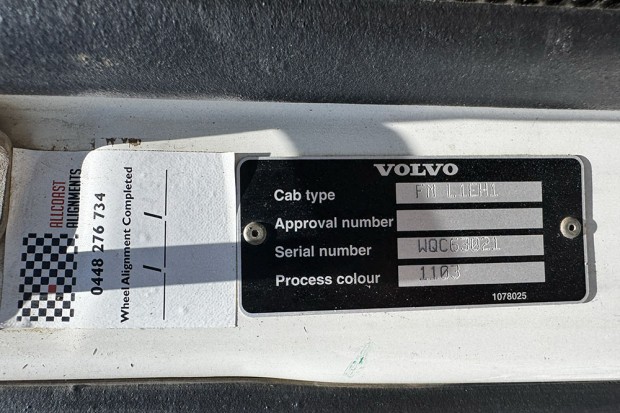 ALLCOAST
ALIGNMENTS
0448 276 734
Wheel Alignment Completed
/ /
VOLVO
Cab type FM L1EH1
Approval number
Serial number WQC63021
Process colour 1103
1078025